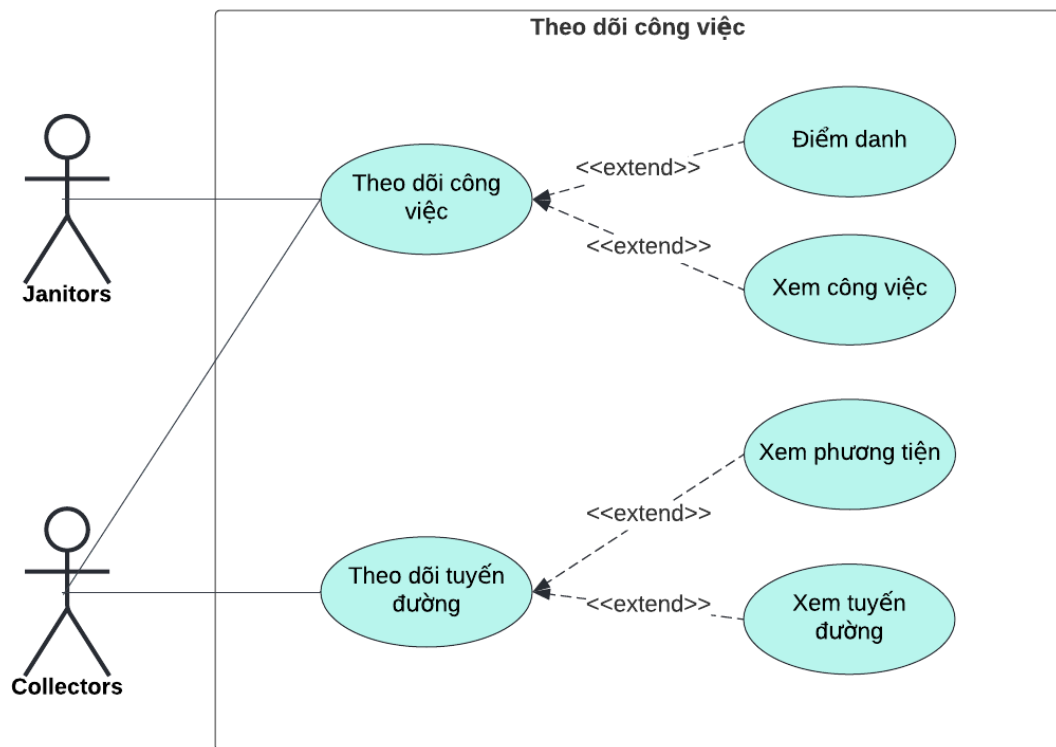 Theo dõi công việc
Điểm danh
<<extend>>
Theo dõi công
việc
<<extend>>
Xem công việc
Janitors
Xem phương tiện
<<extend>>
Theo dõi tuyến
đường
<<extend>>
Xem tuyến
đường
Collectors